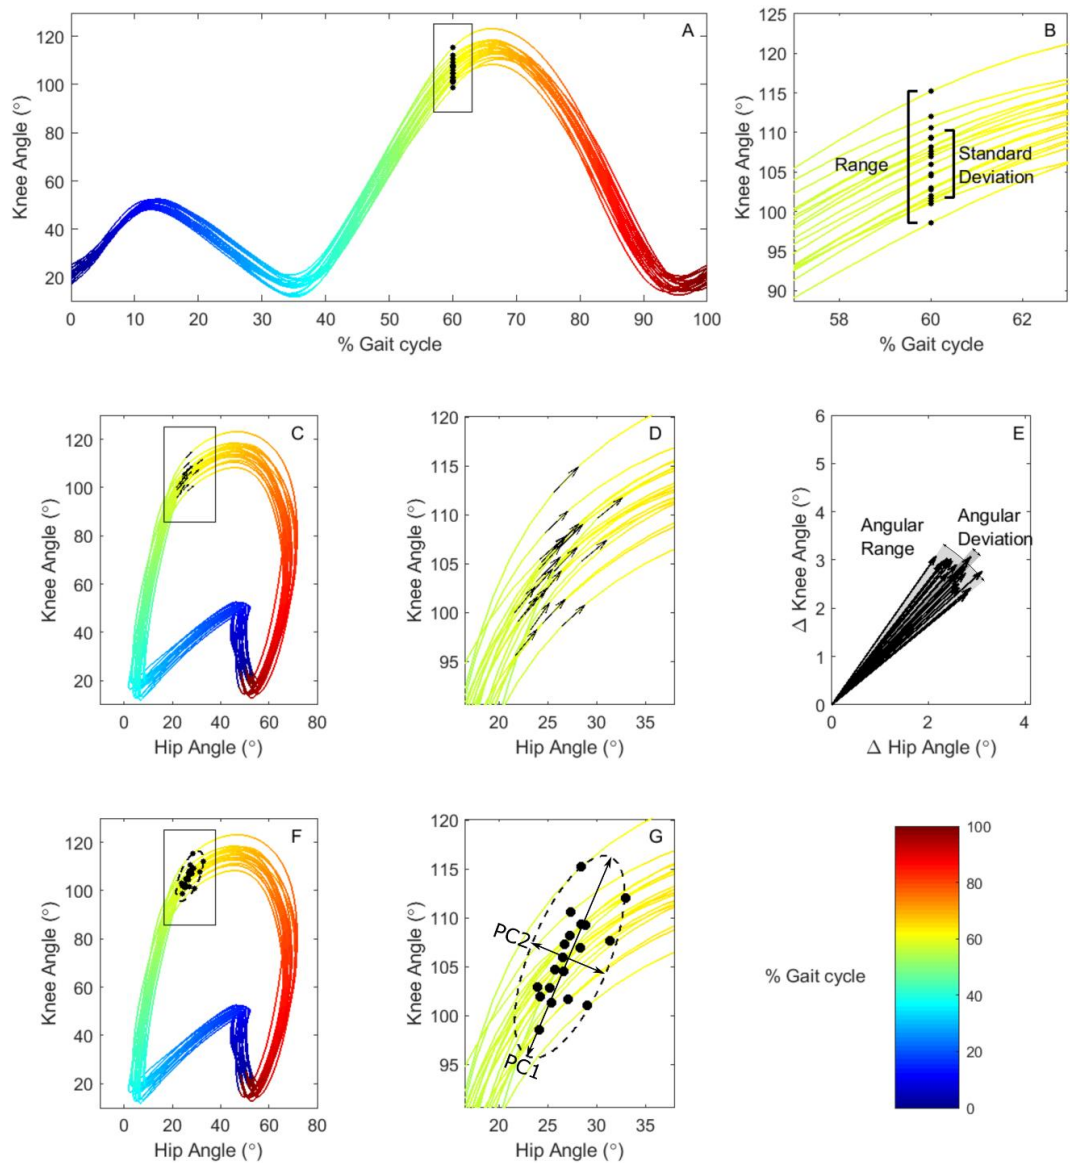 A
120
100
80
60
40
20
Knee Angle (°)
0 10 20 30 40 50 60 70 80 90 100
% Gait cycle
B
125
120
115
110
105
100
95
90
Knee Angle (°)
Range
Standard
Deviation
58 60 62
% Gait cycle
C
120
100
80
60
40
20
Knee Angle (°)
0 20 40 60 80
Hip Angle (°)
D
120
115
110
105
100
95
Knee Angle (°)
20 25 30 35
Hip Angle (°)
E
6
5
4
3
2
1
0
Δ Knee Angle (°)
Angular
Range
Angular
Deviation
0 2 4
Δ Hip Angle (°)
F
120
100
80
60
40
20
Knee Angle (°)
0 20 40 60 80
Hip Angle (°)
G
120
115
110
105
100
95
Knee Angle (°)
PC2
PC1
20 25 30 35
Hip Angle (°)
% Gait cycle
100
80
60
40
20
0